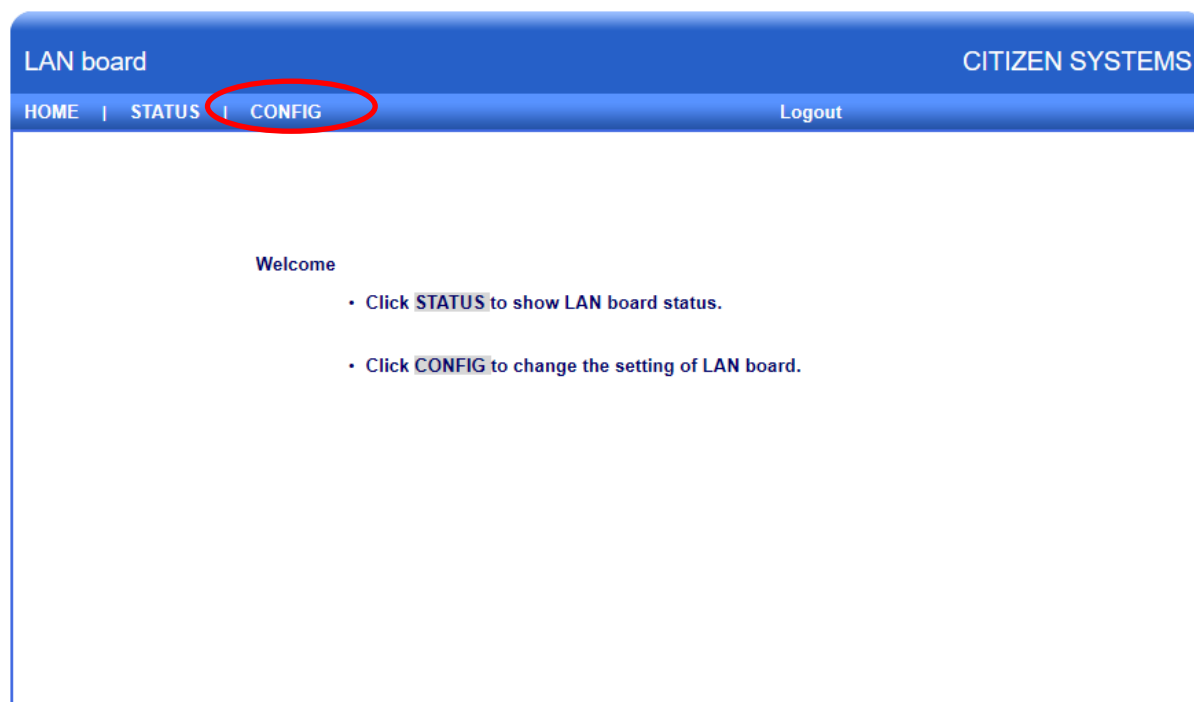 LAN board CITIZEN SYSTEMS
HOME | STATUS | CONFIG Logout
Welcome
• Click STATUS to show LAN board status.
• Click CONFIG to change the setting of LAN board.